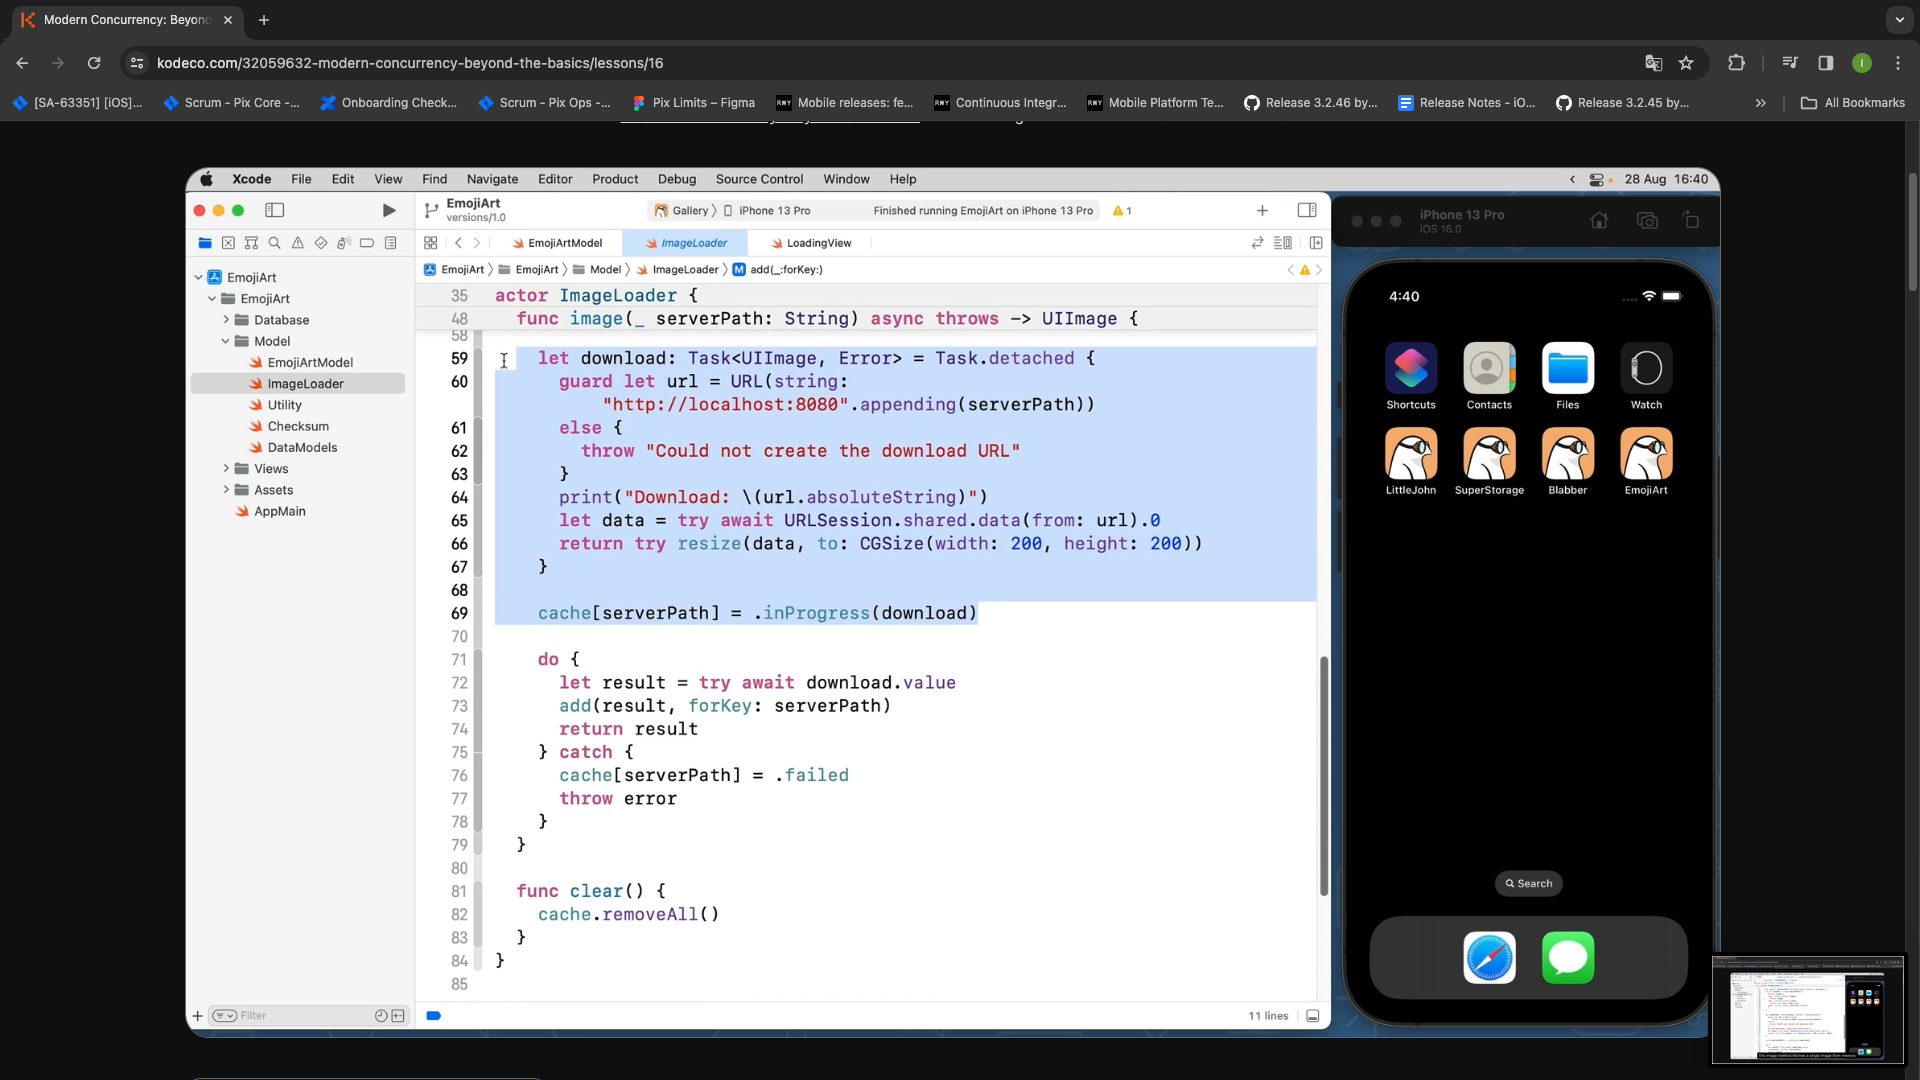 Modern Concurrency: Beyond
kodeco.com/32059632-modern-concurrency-beyond-the-basics/lessons/16
[SA-63351] [iOS]...
Scrum - Pix Core -...
Onboarding Check...
Scrum - Pix Ops -...
Pix Limits – Figma
Mobile releases: fe...
Continuous Integr...
Mobile Platform Te...
Release 3.2.46 by...
Release Notes - iO...
Release 3.2.45 by...
All Bookmarks
Xcode File Edit View Find Navigate Editor Product Debug Source Control Window Help
28 Aug 16:40
EmojiArt
versions/1.0
Gallery
iPhone 13 Pro
Finished running EmojiArt on iPhone 13 Pro
1
EmojiArtModel
ImageLoader
LoadingView
EmojiArt
EmojiArt
Model
ImageLoader
M add(_:forKey:)
EmojiArt
EmojiArt
Database
Model
EmojiArtModel
ImageLoader
Utility
Checksum
DataModels
Views
Assets
AppMain
Filter
35 actor ImageLoader {
48 func image(_ serverPath: String) async throws -> UIImage {
58
59 let download: Task<UIImage, Error> = Task.detached {
60 guard let url = URL(string:
"http://localhost:8080".appending(serverPath))
61 else {
62 throw "Could not create the download URL"
63 }
64 print("Download: \(url.absoluteString)")
65 let data = try await URLSession.shared.data(from: url).0
66 return try resize(data, to: CGSize(width: 200, height: 200))
67 }
68
69 cache[serverPath] = .inProgress(download)
70
71 do {
72 let result = try await download.value
73 add(result, forKey: serverPath)
74 return result
75 } catch {
76 cache[serverPath] = .failed
77 throw error
78 }
79 }
80
81 func clear() {
82 cache.removeAll()
83 }
84 }
85
11 lines
iPhone 13 Pro
iOS 16.0
4:40
Shortcuts
Contacts
Files
Watch
LittleJohn
SuperStorage
Blabber
EmojiArt
Search
The image method fetches a single image from memory